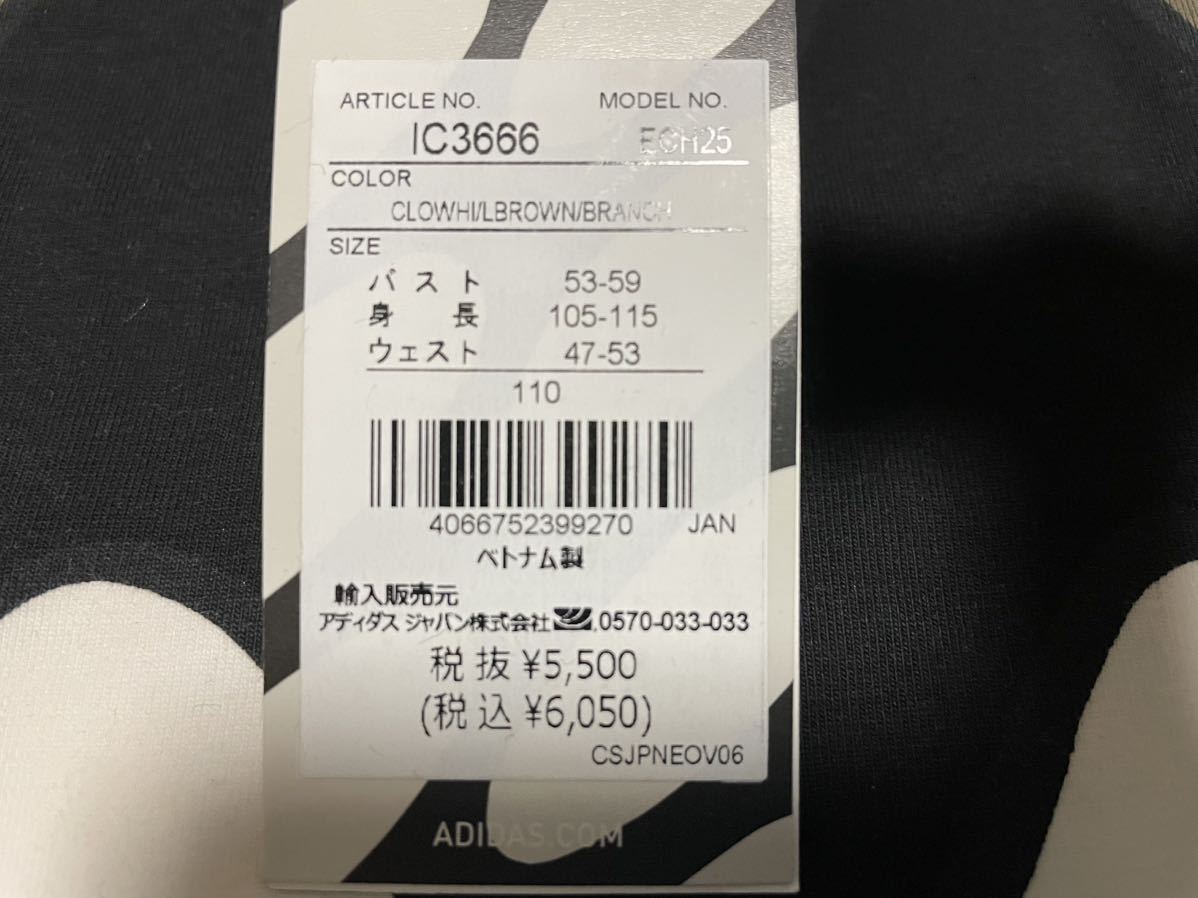 ARTICLE NO. MODEL NO.
IC3666 ECH25
COLOR
CLOWHI/LBROWN/BRANCH
SIZE
バスト 53-59
身長 105-115
ウェスト 47-53
110
4066752399270 JAN
ベトナム製
輸入販売元
アディダス ジャパン株式会社 .0570-033-033
税抜 ¥5,500
(税込 ¥6,050)
CSJPNEOV06
ADIDAS.COM